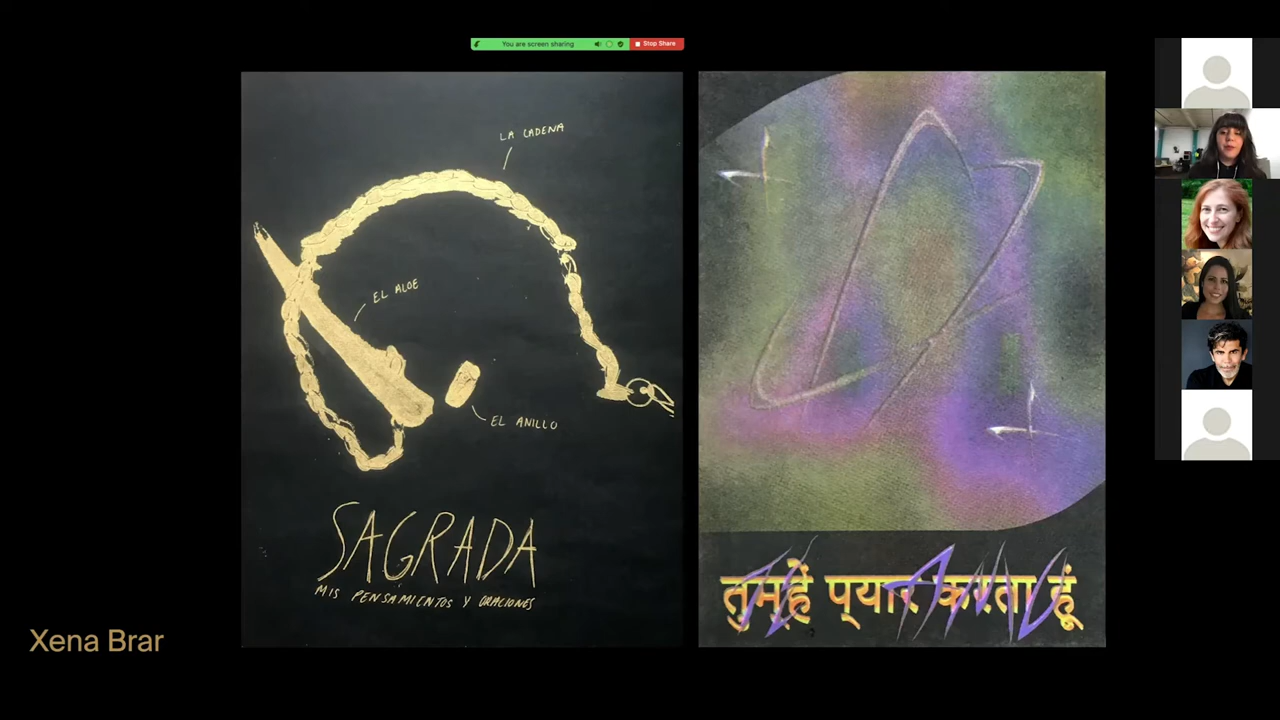 You are screen sharing
Stop Share
LA CADENA
EL ALOE
EL ANILLO
SAGRADA
MIS PENSAMIENTOS Y ORACIONES
तुम्हें प्यार करता हूं
Xena Brar